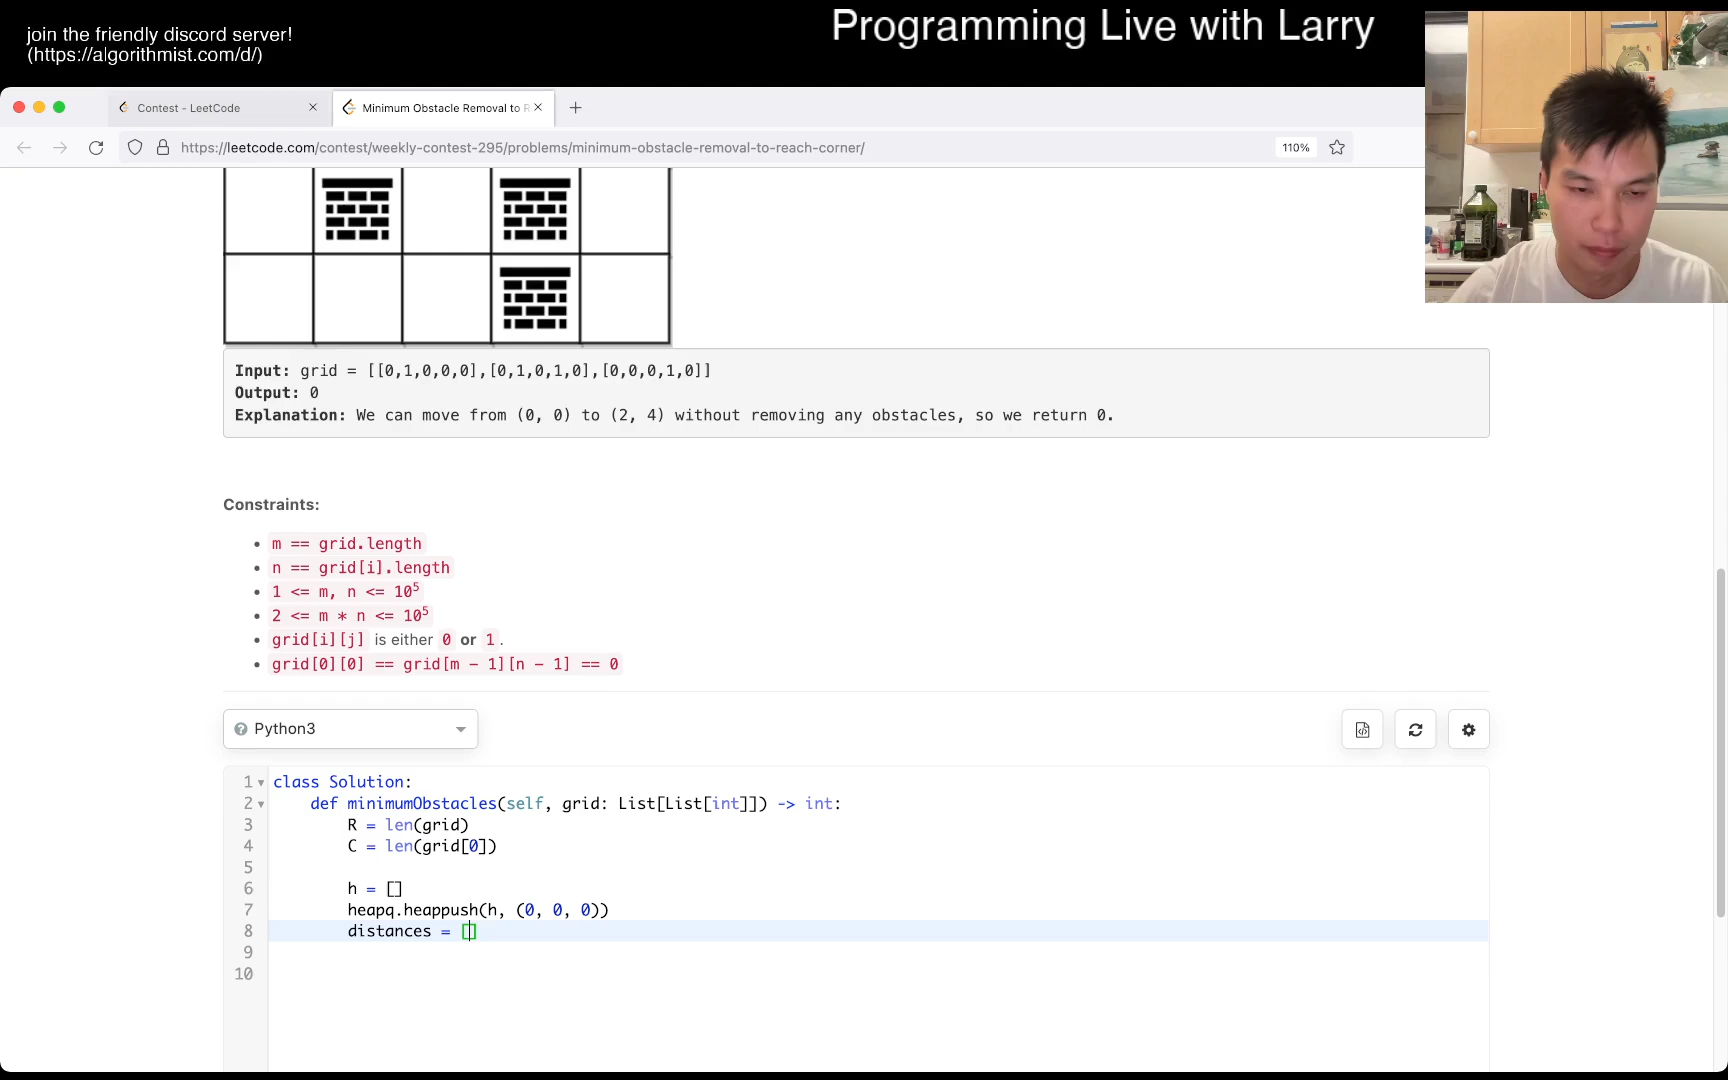 join the friendly discord server!
(https://algorithmist.com/d/)
Programming Live with Larry
Contest - LeetCode
Minimum Obstacle Removal to R
https://leetcode.com/contest/weekly-contest-295/problems/minimum-obstacle-removal-to-reach-corner/
110%
Input: grid = [[0,1,0,0,0],[0,1,0,1,0],[0,0,0,1,0]]
Output: 0
Explanation: We can move from (0, 0) to (2, 4) without removing any obstacles, so we return 0.
Constraints:
m == grid.length
n == grid[i].length
1 <= m, n <= 10^5
2 <= m * n <= 10^5
grid[i][j] is either 0 or 1.
grid[0][0] == grid[m - 1][n - 1] == 0
Python3
1 class Solution:
2     def minimumObstacles(self, grid: List[List[int]]) -> int:
3         R = len(grid)
4         C = len(grid[0])
5
6         h = []
7         heapq.heappush(h, (0, 0, 0))
8         distances = []
9
10